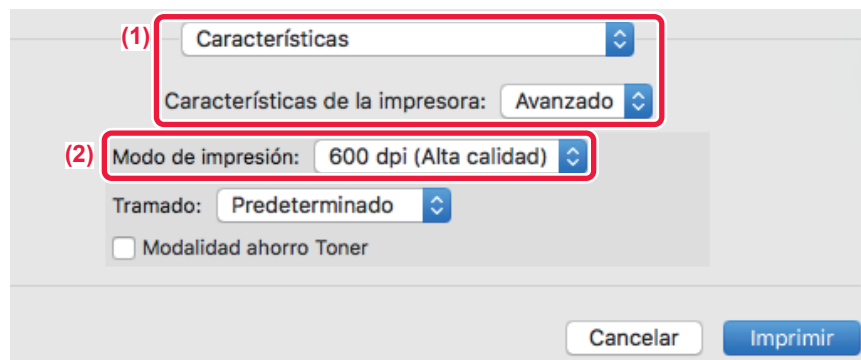 (1) Características
Características de la impresora: Avanzado
(2) Modo de impresión: 600 dpi (Alta calidad)
Tramado: Predeterminado
Modalidad ahorro Toner
Cancelar Imprimir